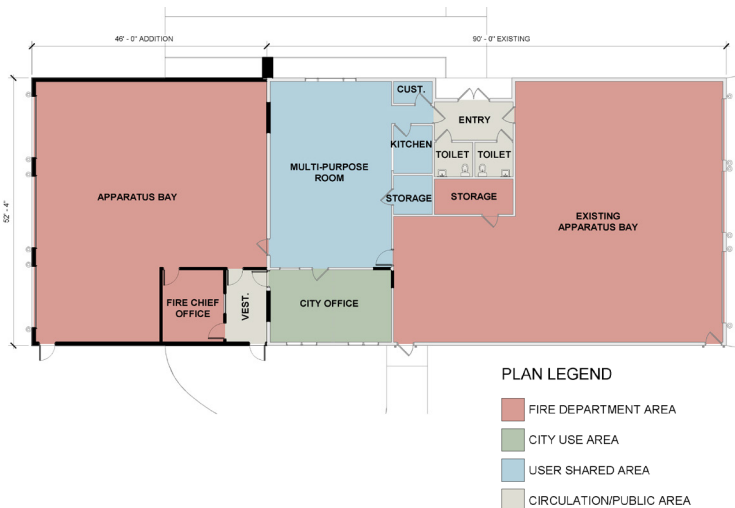 46' - 0" ADDITION
90' - 0" EXISTING
52' - 4"
CUST.
ENTRY
KITCHEN
TOILET
TOILET
MULTI-PURPOSE
ROOM
APPARATUS BAY
STORAGE
STORAGE
EXISTING
APPARATUS BAY
FIRE CHIEF
OFFICE
VEST.
CITY OFFICE
PLAN LEGEND
FIRE DEPARTMENT AREA
CITY USE AREA
USER SHARED AREA
CIRCULATION/PUBLIC AREA